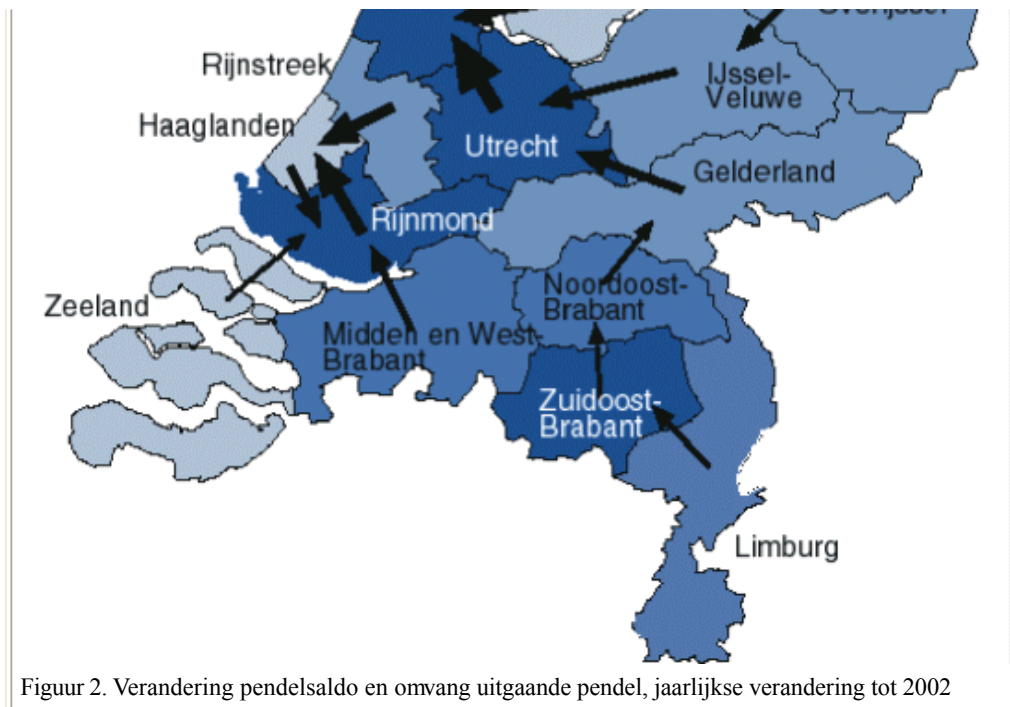 Overijssel
Rijnstreek
IJssel-
Veluwe
Haaglanden
Utrecht
Gelderland
Rijnmond
Noordoost-
Brabant
Zeeland
Midden en West-
Brabant
Zuidoost-
Brabant
Limburg
Figuur 2. Verandering pendelsaldo en omvang uitgaande pendel, jaarlijkse verandering tot 2002